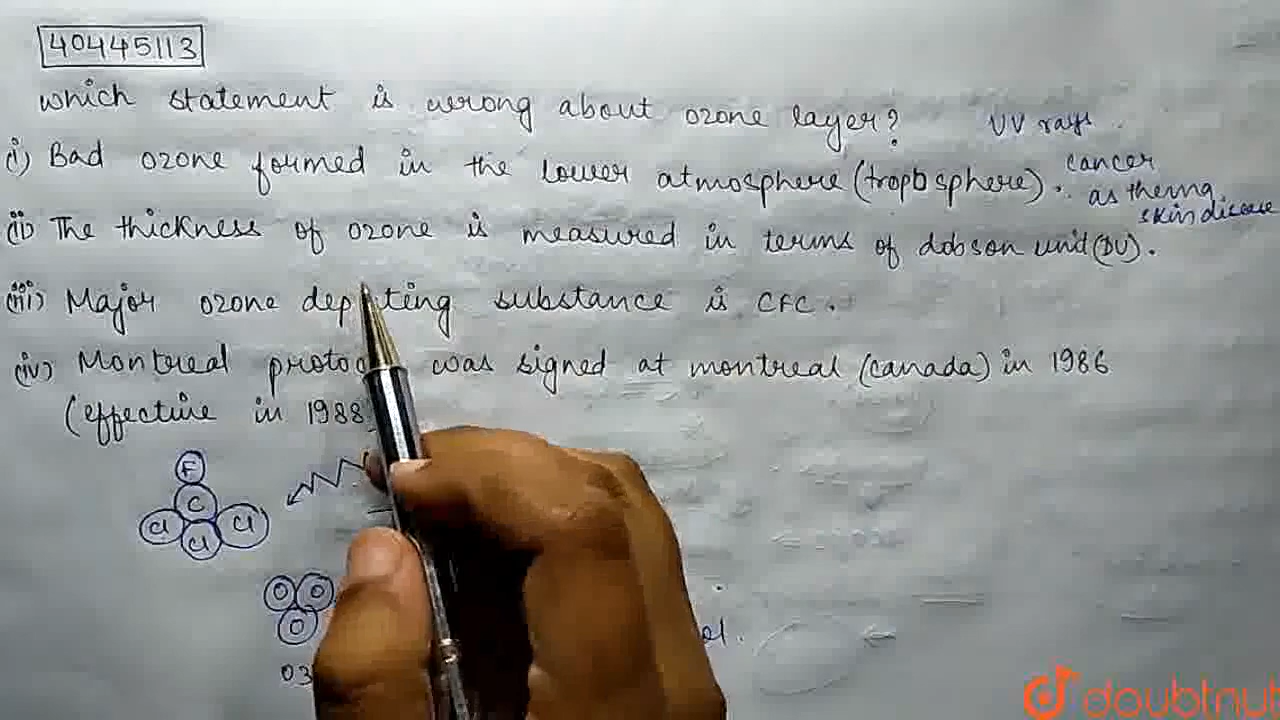 40445113
which statement is wrong about ozone layer?
UV rays
(i) Bad ozone formed in the lower atmosphere (troposphere).
cancer
asthema
skin disease
(ii) The thickness of ozone is measured in terms of dobson unit (DU).
(iii) Major ozone depleting substance is CFC.
(iv) Montreal protocol was signed at montreal (canada) in 1986
(effective in 1988)
F
C
Cl Cl
Cl
O O
O
O3
doubtnut